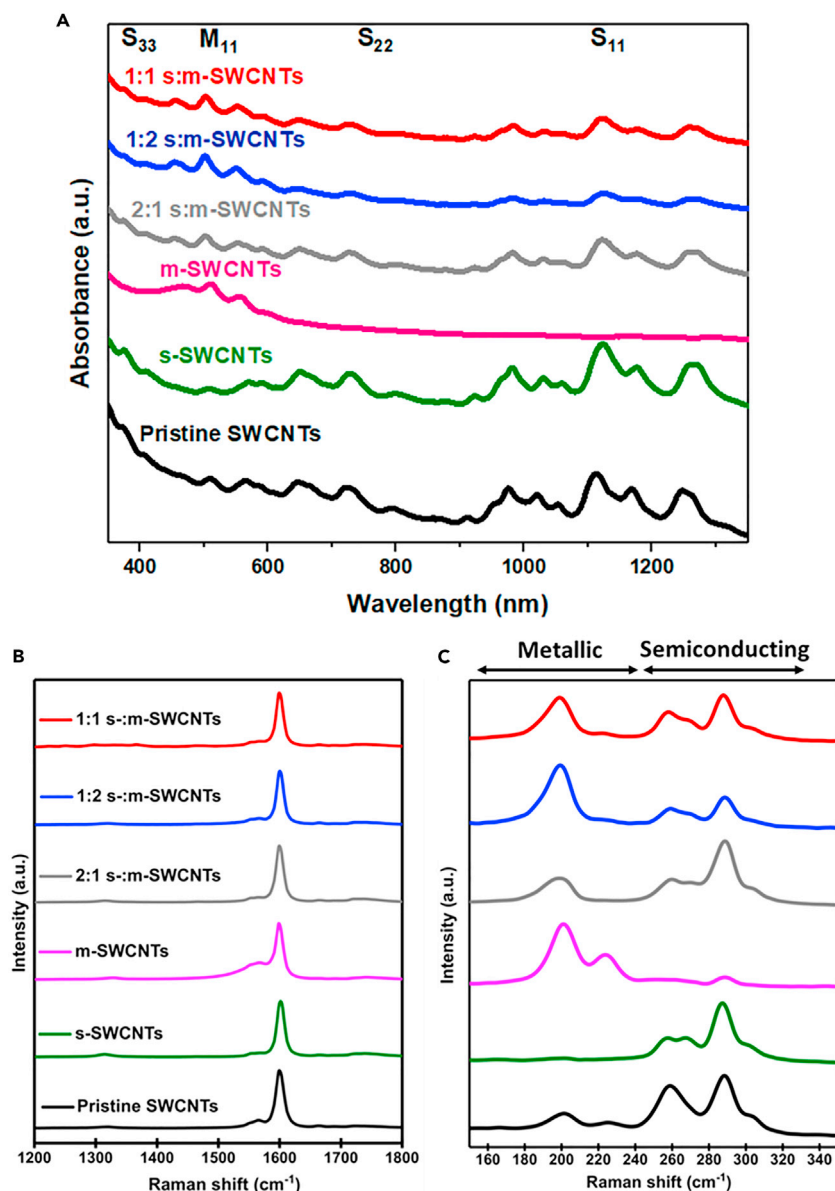 A
S33 M11 S22 S11
1:1 s:m-SWCNTs
1:2 s:m-SWCNTs
2:1 s:m-SWCNTs
m-SWCNTs
s-SWCNTs
Pristine SWCNTs
Absorbance (a.u.)
400 600 800 1000 1200
Wavelength (nm)
B
1:1 s-:m-SWCNTs
1:2 s-:m-SWCNTs
2:1 s-:m-SWCNTs
m-SWCNTs
s-SWCNTs
Pristine SWCNTs
Intensity (a.u.)
1200 1300 1400 1500 1600 1700 1800
Raman shift (cm-1)
C
Metallic Semiconducting
Intensity (a.u.)
160 180 200 220 240 260 280 300 320 340
Raman shift (cm-1)